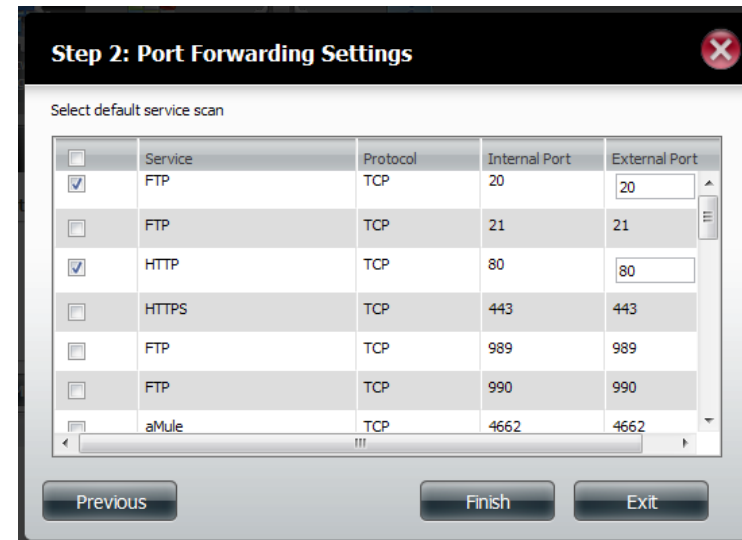 Step 2: Port Forwarding Settings
Select default service scan
Service Protocol Internal Port External Port
FTP TCP 20 20
FTP TCP 21 21
HTTP TCP 80 80
HTTPS TCP 443 443
FTP TCP 989 989
FTP TCP 990 990
aMule TCP 4662 4662
Previous Finish Exit